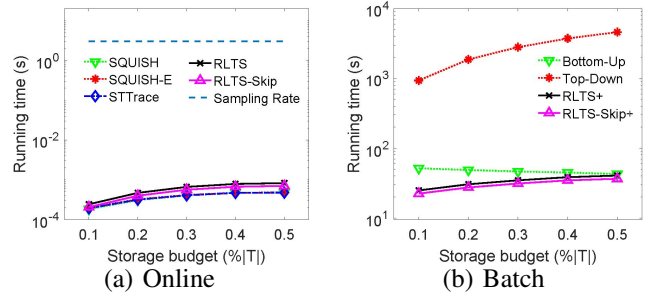 Running time (s)
10^0
10^-2
10^-4
SQUISH
SQUISH-E
STTrace
RLTS
RLTS-Skip
Sampling Rate
0.1 0.2 0.3 0.4 0.5
Storage budget (%|T|)
(a) Online
Running time (s)
10^4
10^3
10^2
10^1
Bottom-Up
Top-Down
RLTS+
RLTS-Skip+
0.1 0.2 0.3 0.4 0.5
Storage budget (%|T|)
(b) Batch